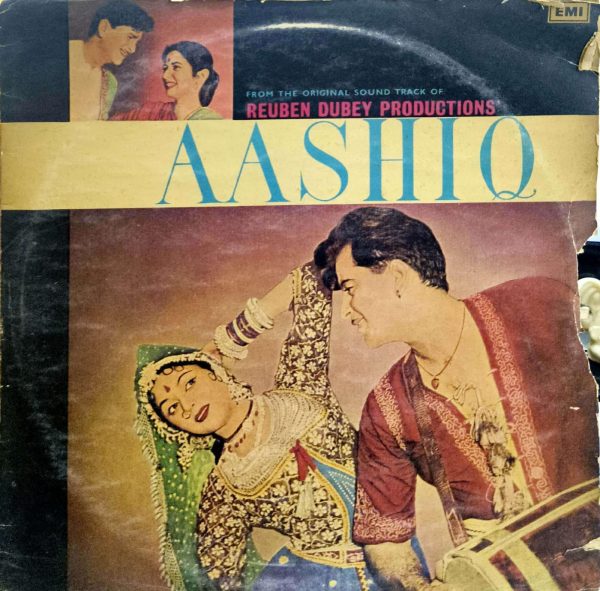 EMI
FROM THE ORIGINAL SOUND TRACK OF
REUBEN DUBEY PRODUCTIONS'
AASHIQ